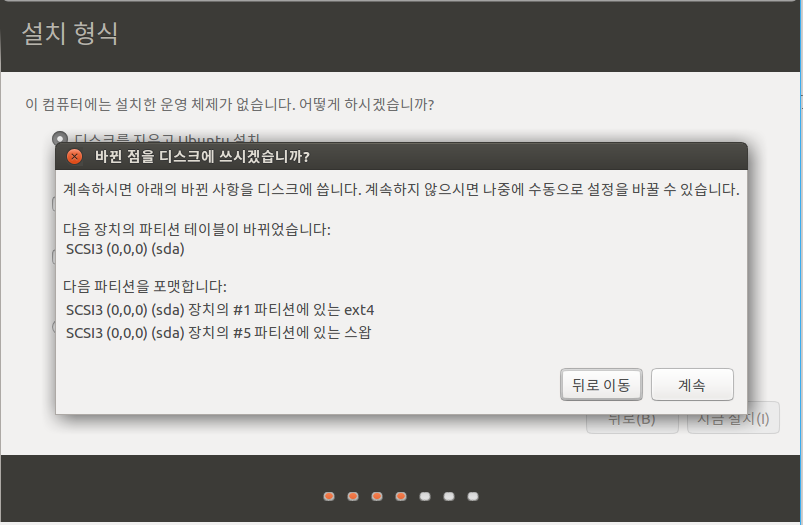 설치 형식
이 컴퓨터에는 설치한 운영 체제가 없습니다. 어떻게 하시겠습니까?
디스크를 지우고 Ubuntu 설치
바뀐 점을 디스크에 쓰시겠습니까?
계속하시면 아래의 바뀐 사항을 디스크에 씁니다. 계속하지 않으시면 나중에 수동으로 설정을 바꿀 수 있습니다.
다음 장치의 파티션 테이블이 바뀌었습니다:
SCSI3 (0,0,0) (sda)
다음 파티션을 포맷합니다:
SCSI3 (0,0,0) (sda) 장치의 #1 파티션에 있는 ext4
SCSI3 (0,0,0) (sda) 장치의 #5 파티션에 있는 스왑
뒤로 이동 계속
뒤로(B) 지금 설치(I)